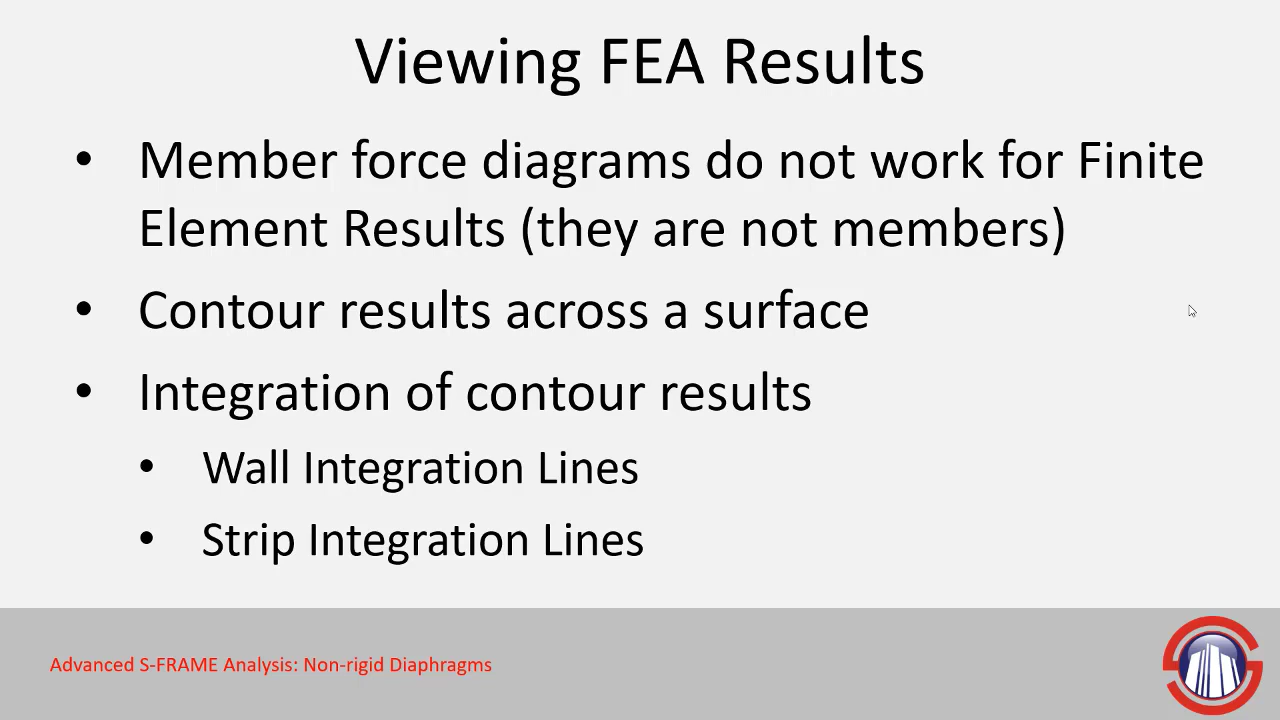 Viewing FEA Results
• Member force diagrams do not work for Finite
Element Results (they are not members)
• Contour results across a surface
• Integration of contour results
• Wall Integration Lines
• Strip Integration Lines
Advanced S-FRAME Analysis: Non-rigid Diaphragms